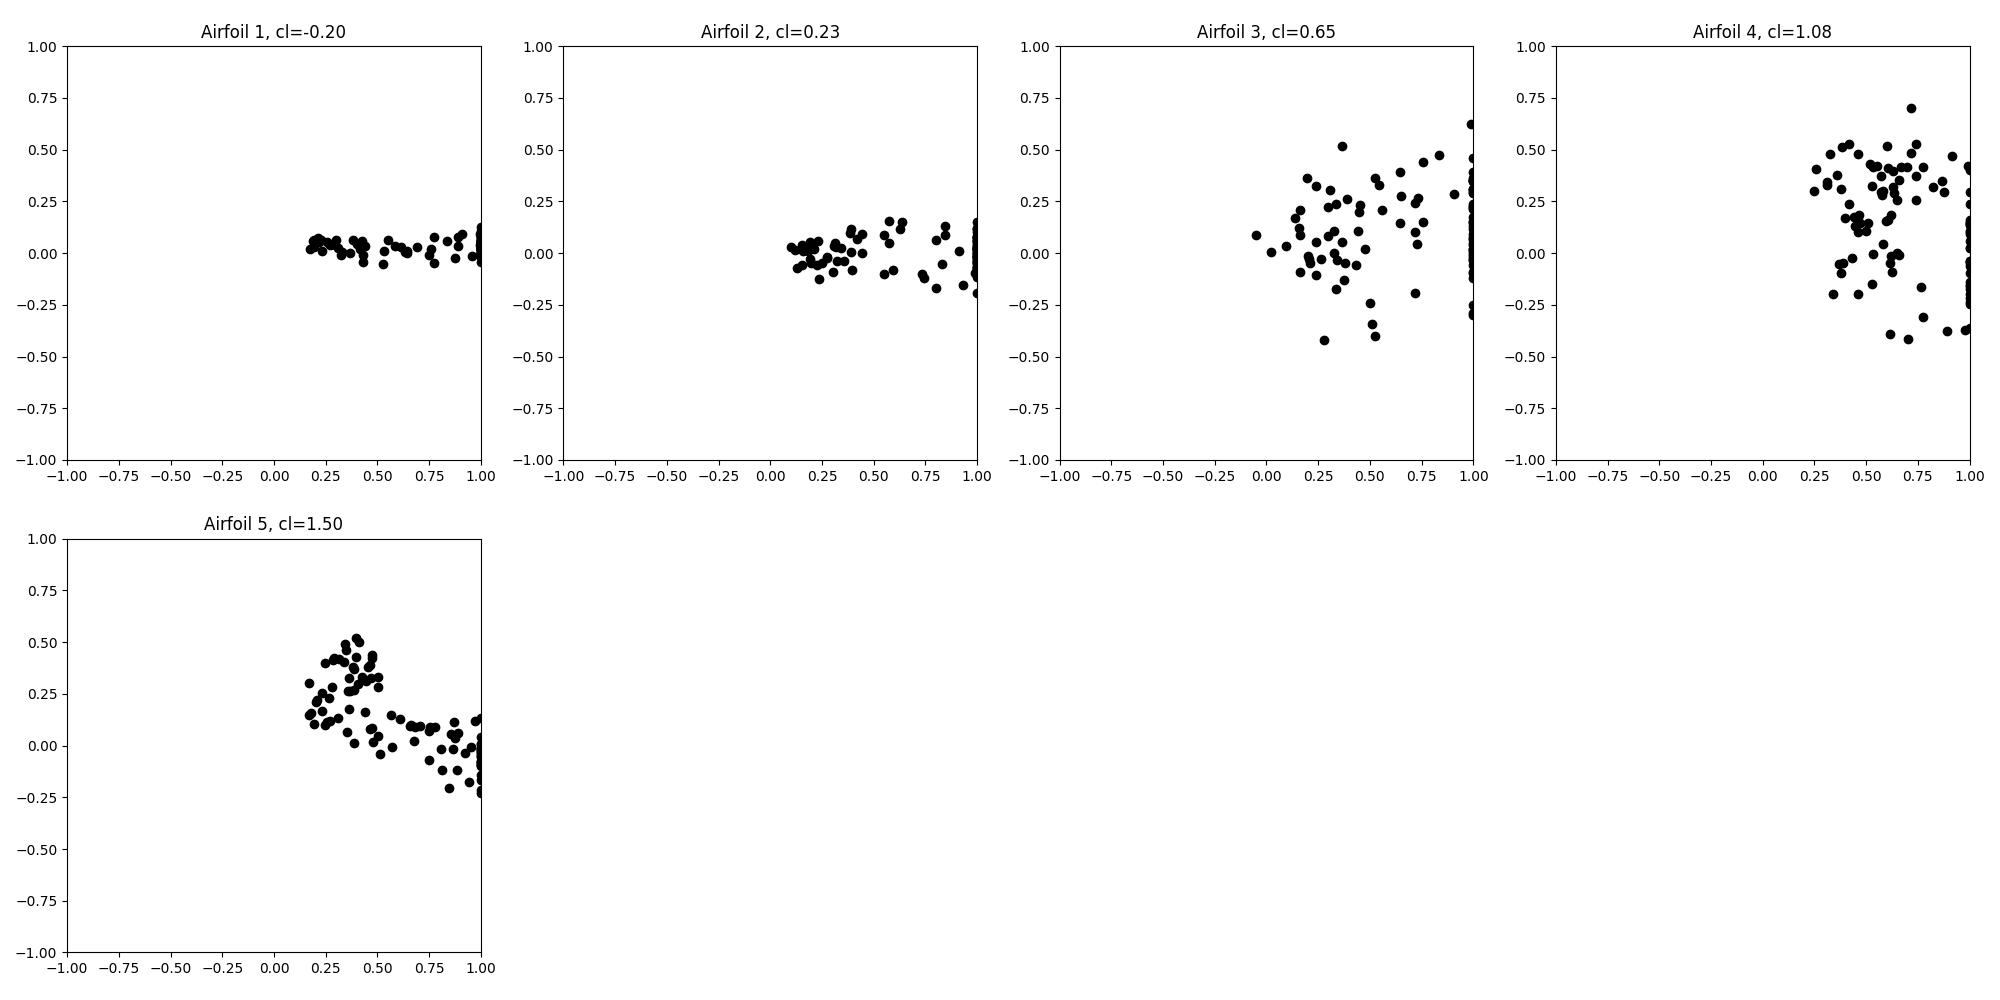 Airfoil 1, cl=-0.20
Airfoil 2, cl=0.23
Airfoil 3, cl=0.65
Airfoil 4, cl=1.08
1.00 1.00 1.00 1.00
0.75 0.75 0.75 0.75
0.50 0.50 0.50 0.50
0.25 0.25 0.25 0.25
0.00 0.00 0.00 0.00
−0.25 −0.25 −0.25 −0.25
−0.50 −0.50 −0.50 −0.50
−0.75 −0.75 −0.75 −0.75
−1.00 −1.00 −1.00 −1.00
−1.00 −0.75 −0.50 −0.25 0.00 0.25 0.50 0.75 1.00
−1.00 −0.75 −0.50 −0.25 0.00 0.25 0.50 0.75 1.00
−1.00 −0.75 −0.50 −0.25 0.00 0.25 0.50 0.75 1.00
−1.00 −0.75 −0.50 −0.25 0.00 0.25 0.50 0.75 1.00
Airfoil 5, cl=1.50
1.00
0.75
0.50
0.25
0.00
−0.25
−0.50
−0.75
−1.00
−1.00 −0.75 −0.50 −0.25 0.00 0.25 0.50 0.75 1.00